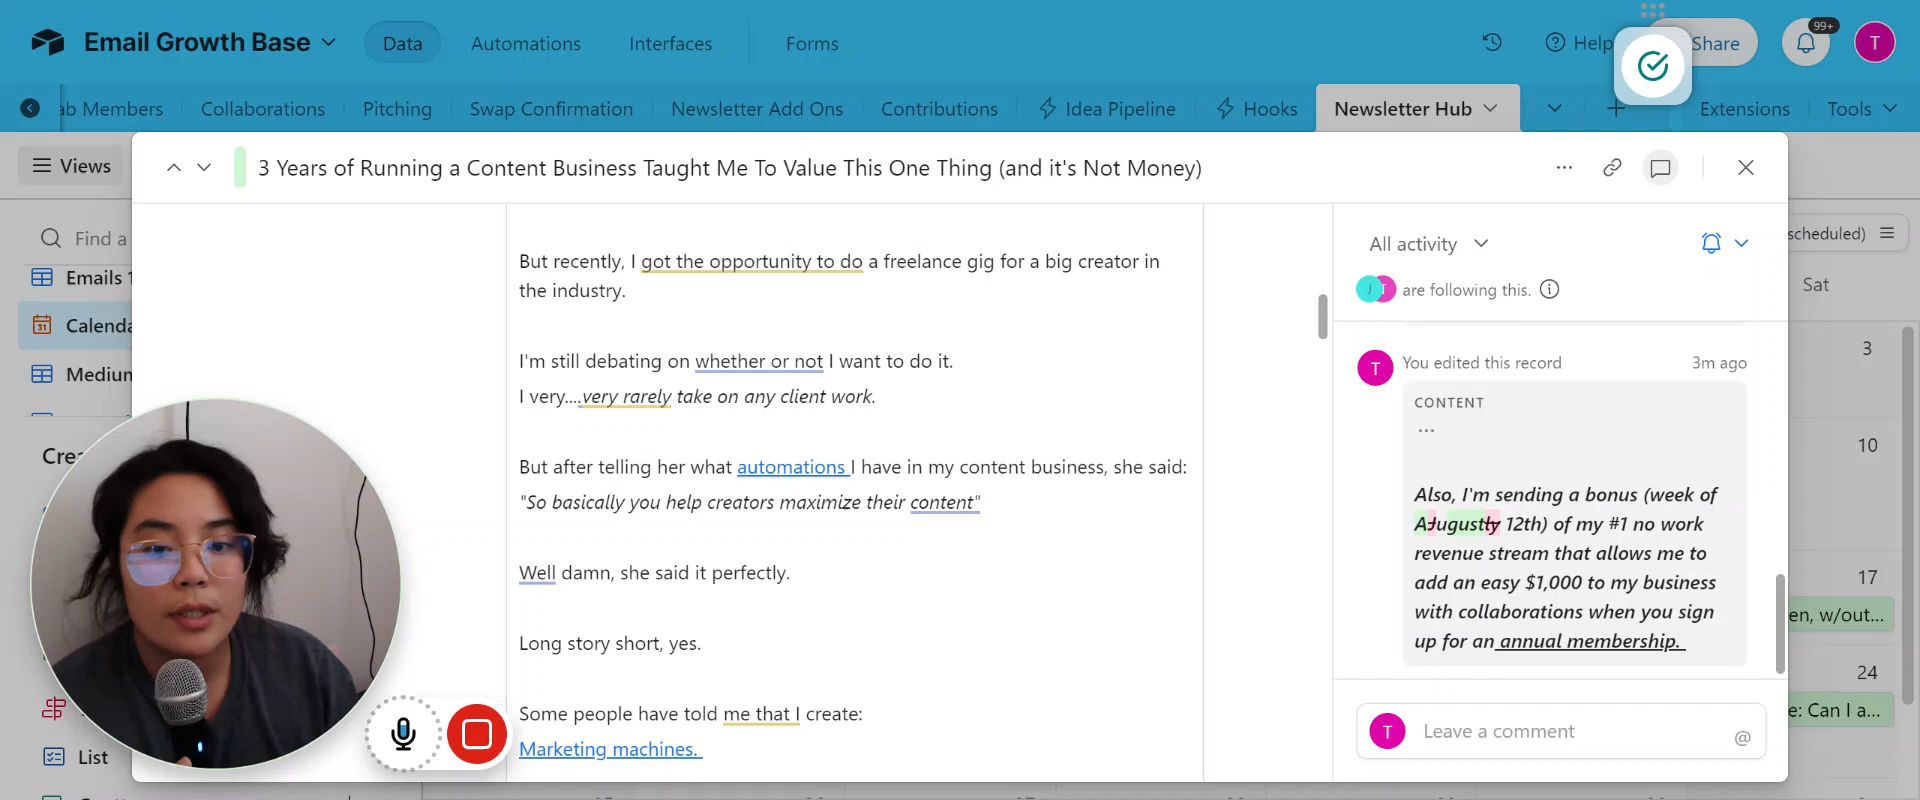 Email Growth Base
Data
Automations
Interfaces
Forms
Help
Share
99+
T
ab Members
Collaborations
Pitching
Swap Confirmation
Newsletter Add Ons
Contributions
Idea Pipeline
Hooks
Newsletter Hub
Extensions
Tools
Views
3 Years of Running a Content Business Taught Me To Value This One Thing (and it's Not Money)
Find a
Emails 1
31
Calenda
Medium
Crea
List
But recently, I got the opportunity to do a freelance gig for a big creator in
the industry.
I'm still debating on whether or not I want to do it.
I very....very rarely take on any client work.
But after telling her what automations I have in my content business, she said:
"So basically you help creators maximize their content"
Well damn, she said it perfectly.
Long story short, yes.
Some people have told me that I create:
Marketing machines.
All activity
J T are following this.
T
You edited this record
3m ago
CONTENT
...
Also, I'm sending a bonus (week of
AJugustly 12th) of my #1 no work
revenue stream that allows me to
add an easy $1,000 to my business
with collaborations when you sign
up for an annual membership.
T
Leave a comment
@
scheduled)
Sat
3
10
17
en, w/out...
24
e: Can I a...